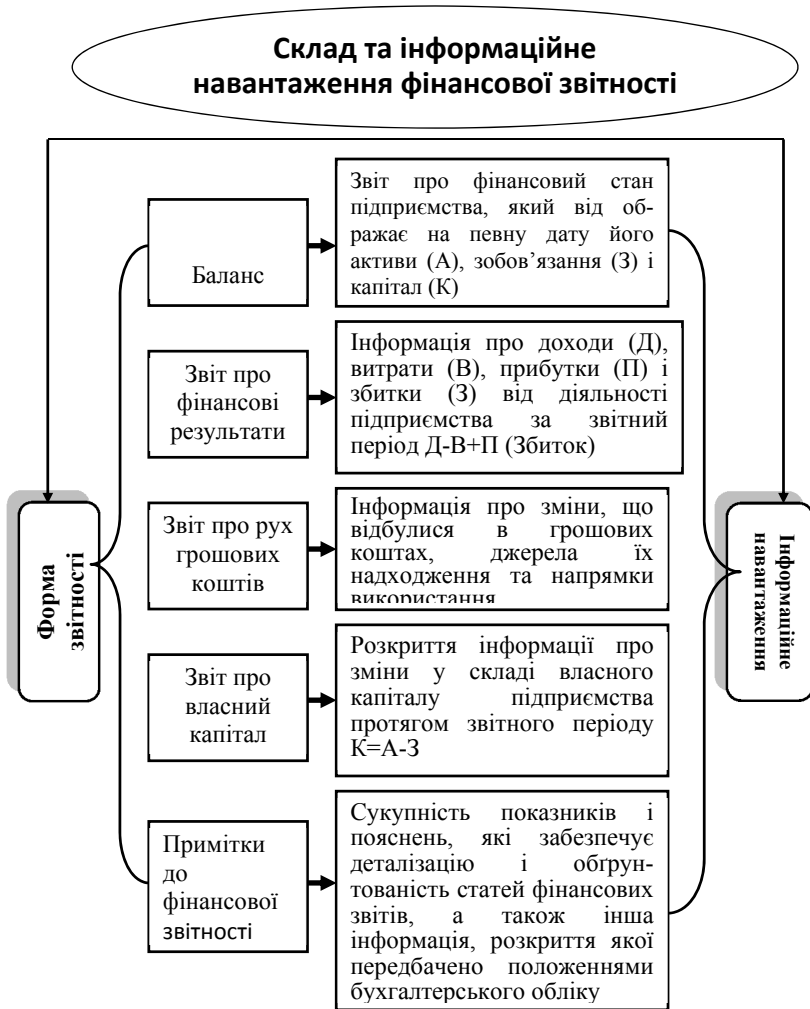 Склад та інформаційне
навантаження фінансової звітності
Баланс
Звіт про фінансовий стан
підприємства, який від об-
ражає на певну дату його
активи (А), зобов’язання (З) і
капітал (К)
Звіт про
фінансові
результати
Інформація про доходи (Д),
витрати (В), прибутки (П) і
збитки (З) від діяльності
підприємства за звітний
період Д-В+П (Збиток)
Форма
звітності
Звіт про рух
грошових
коштів
Інформація про зміни, що
відбулися в грошових
коштах, джерела їх
надходження та напрямки
використання
Інформаційне
навантаження
Звіт про
власний
капітал
Розкриття інформації про
зміни у складі власного
капіталу підприємства
протягом звітного періоду
К=А-З
Примітки
до
фінансової
звітності
Сукупність показників і
пояснень, які забезпечує
деталізацію і обґрун-
тованість статей фінансових
звітів, а також інша
інформація, розкриття якої
передбачено положеннями
бухгалтерського обліку